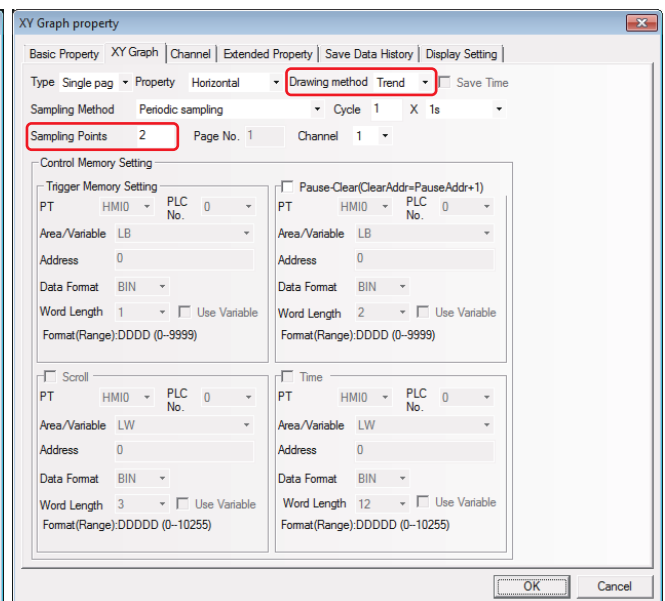 XY Graph property
Basic Property XY Graph Channel Extended Property Save Data History Display Setting
Type Single pag Property Horizontal Drawing method Trend Save Time
Sampling Method Periodic sampling Cycle 1 X 1s
Sampling Points 2 Page No. 1 Channel 1
Control Memory Setting
Trigger Memory Setting
PT HMI0 PLC No. 0
Area/Variable LB
Address 0
Data Format BIN
Word Length 1 Use Variable
Format(Range):DDDD (0--9999)
Pause-Clear(ClearAddr=PauseAddr+1)
PT HMI0 PLC No. 0
Area/Variable LB
Address 0
Data Format BIN
Word Length 2 Use Variable
Format(Range):DDDD (0--9999)
Scroll
PT HMI0 PLC No. 0
Area/Variable LW
Address 0
Data Format BIN
Word Length 3 Use Variable
Format(Range):DDDDD (0--10255)
Time
PT HMI0 PLC No. 0
Area/Variable LW
Address 0
Data Format BIN
Word Length 12 Use Variable
Format(Range):DDDDD (0--10255)
OK Cancel